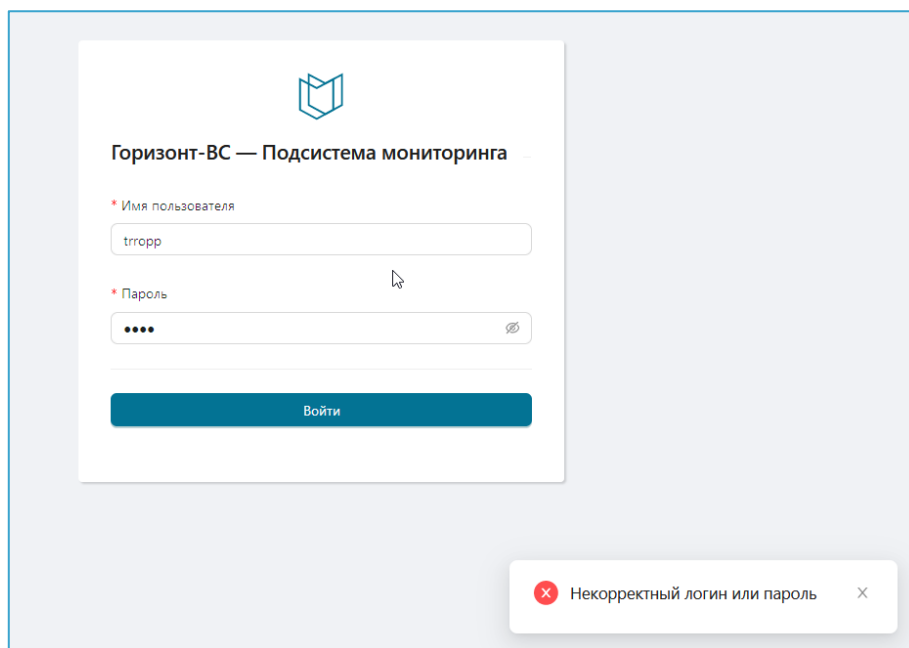 Горизонт-ВС — Подсистема мониторинга
* Имя пользователя
trropp
* Пароль
••••
Войти
Некорректный логин или пароль